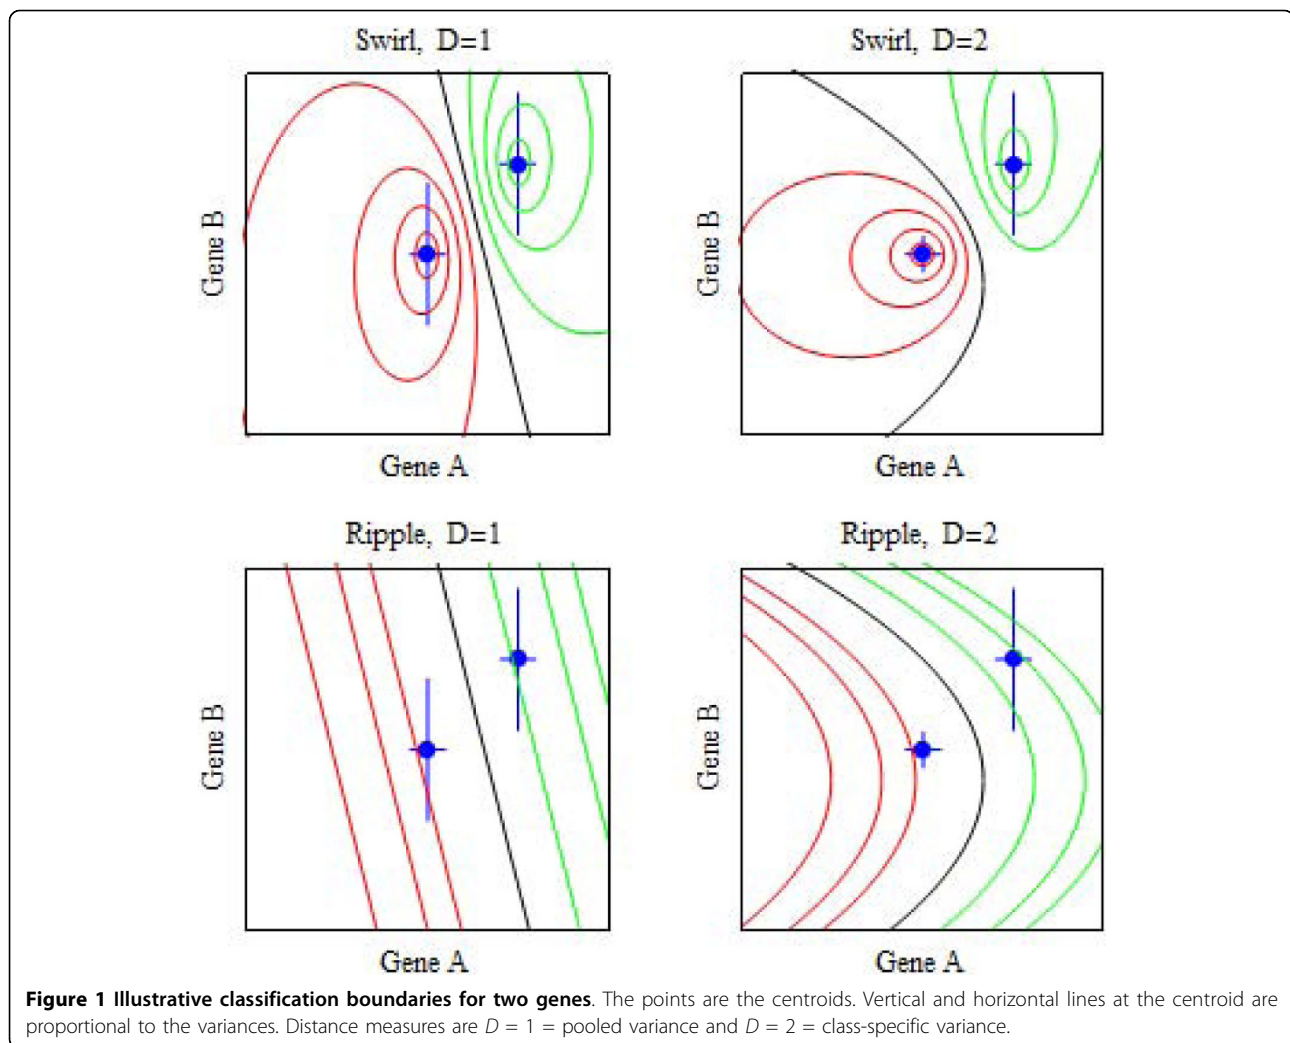 Swirl, D=1
Swirl, D=2
Gene B
Gene B
Gene A
Gene A
Ripple, D=1
Ripple, D=2
Gene B
Gene B
Gene A
Gene A
Figure 1 Illustrative classification boundaries for two genes. The points are the centroids. Vertical and horizontal lines at the centroid are
proportional to the variances. Distance measures are D = 1 = pooled variance and D = 2 = class-specific variance.